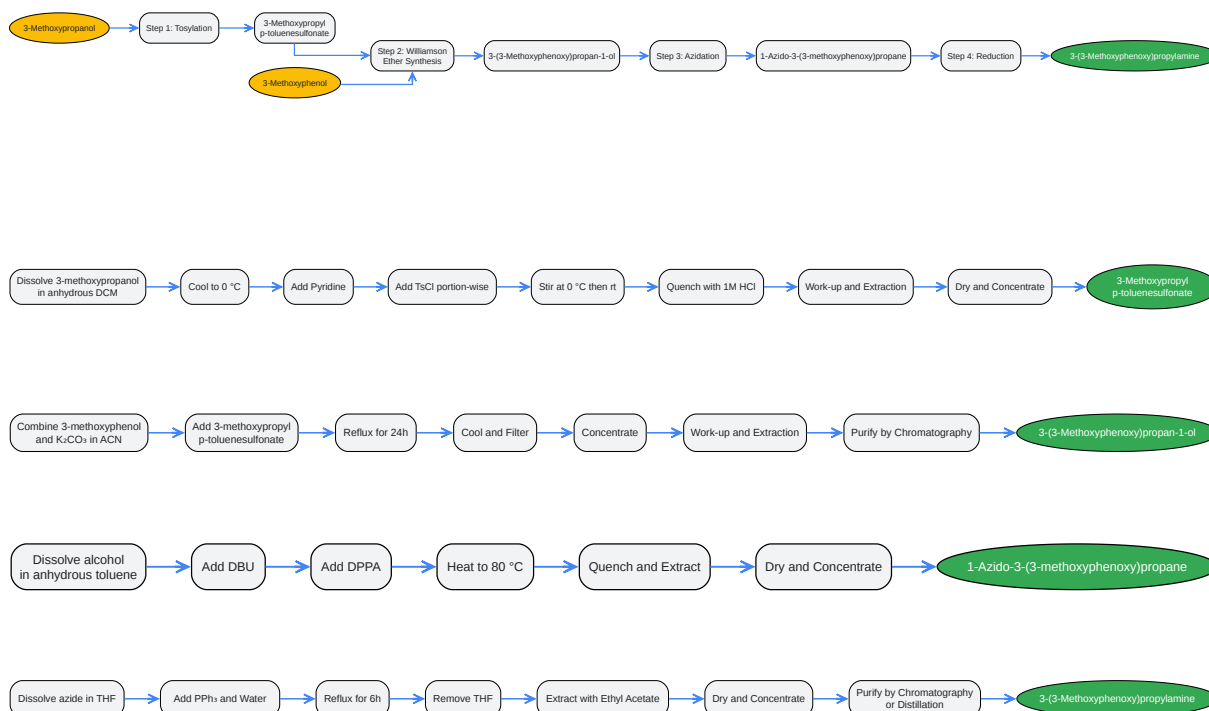 3-Methoxypropanol
Step 1: Tosylation
3-Methoxypropyl
p-toluenesulfonate
3-Methoxyphenol
Step 2: Williamson
Ether Synthesis
3-(3-Methoxyphenoxy)propan-1-ol
Step 3: Azidation
1-Azido-3-(3-methoxyphenoxy)propane
Step 4: Reduction
3-(3-Methoxyphenoxy)propylamine
Dissolve 3-methoxypropanol
in anhydrous DCM
Cool to 0 °C
Add Pyridine
Add TsCl portion-wise
Stir at 0 °C then rt
Quench with 1M HCl
Work-up and Extraction
Dry and Concentrate
3-Methoxypropyl
p-toluenesulfonate
Combine 3-methoxyphenol
and K₂CO₃ in ACN
Add 3-methoxypropyl
p-toluenesulfonate
Reflux for 24h
Cool and Filter
Concentrate
Work-up and Extraction
Purify by Chromatography
3-(3-Methoxyphenoxy)propan-1-ol
Dissolve alcohol
in anhydrous toluene
Add DBU
Add DPPA
Heat to 80 °C
Quench and Extract
Dry and Concentrate
1-Azido-3-(3-methoxyphenoxy)propane
Dissolve azide in THF
Add PPh₃ and Water
Reflux for 6h
Remove THF
Extract with Ethyl Acetate
Dry and Concentrate
Purify by Chromatography
or Distillation
3-(3-Methoxyphenoxy)propylamine